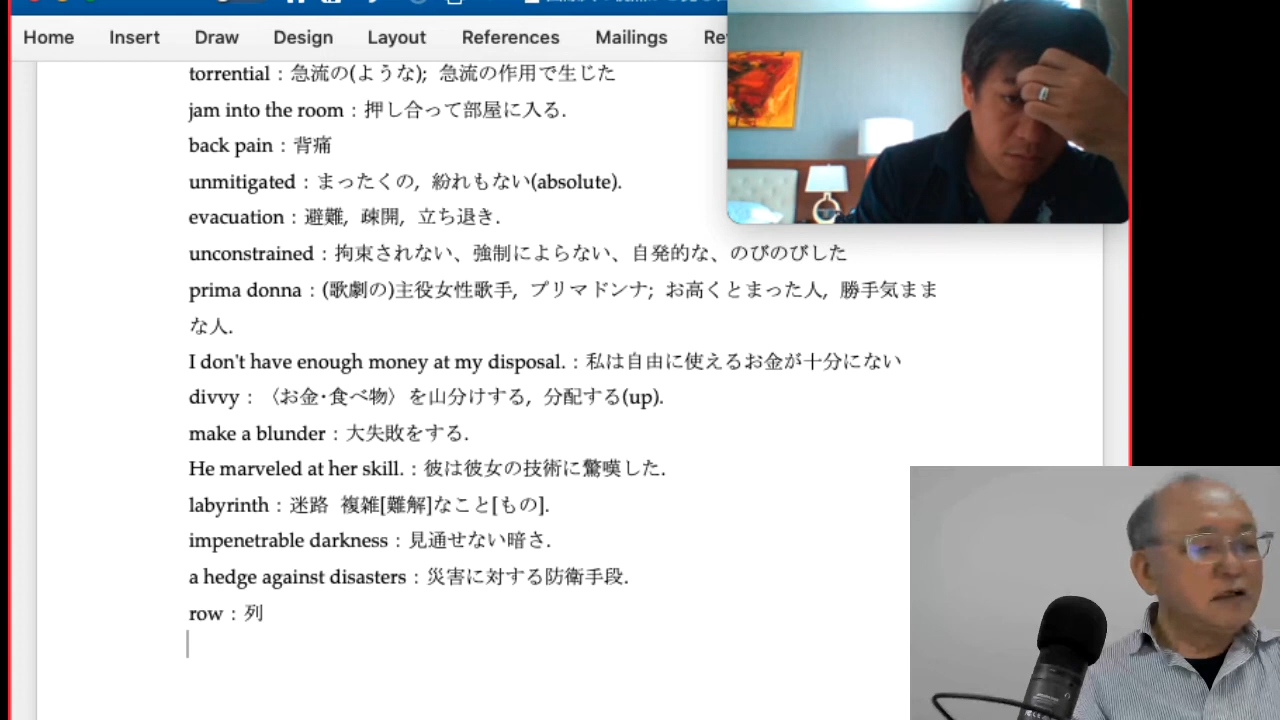 Home Insert Draw Design Layout References Mailings
torrential : 急流の(ような); 急流の作用で生じた
jam into the room : 押し合って部屋に入る.
back pain : 背痛
unmitigated : まったくの, 紛れもない(absolute).
evacuation : 避難, 疎開, 立ち退き.
unconstrained : 拘束されない、強制によらない、自発的な、のびのびした
prima donna : (歌劇の)主役女性歌手, プリマドンナ; お高くとまった人, 勝手気まま
な人.
I don't have enough money at my disposal. : 私は自由に使えるお金が十分にない
divvy : 〈お金･食べ物〉を山分けする, 分配する(up).
make a blunder : 大失敗をする.
He marveled at her skill. : 彼は彼女の技術に驚嘆した.
labyrinth : 迷路 複雑[難解]なこと[もの].
impenetrable darkness : 見通せない暗さ.
a hedge against disasters : 災害に対する防衛手段.
row : 列